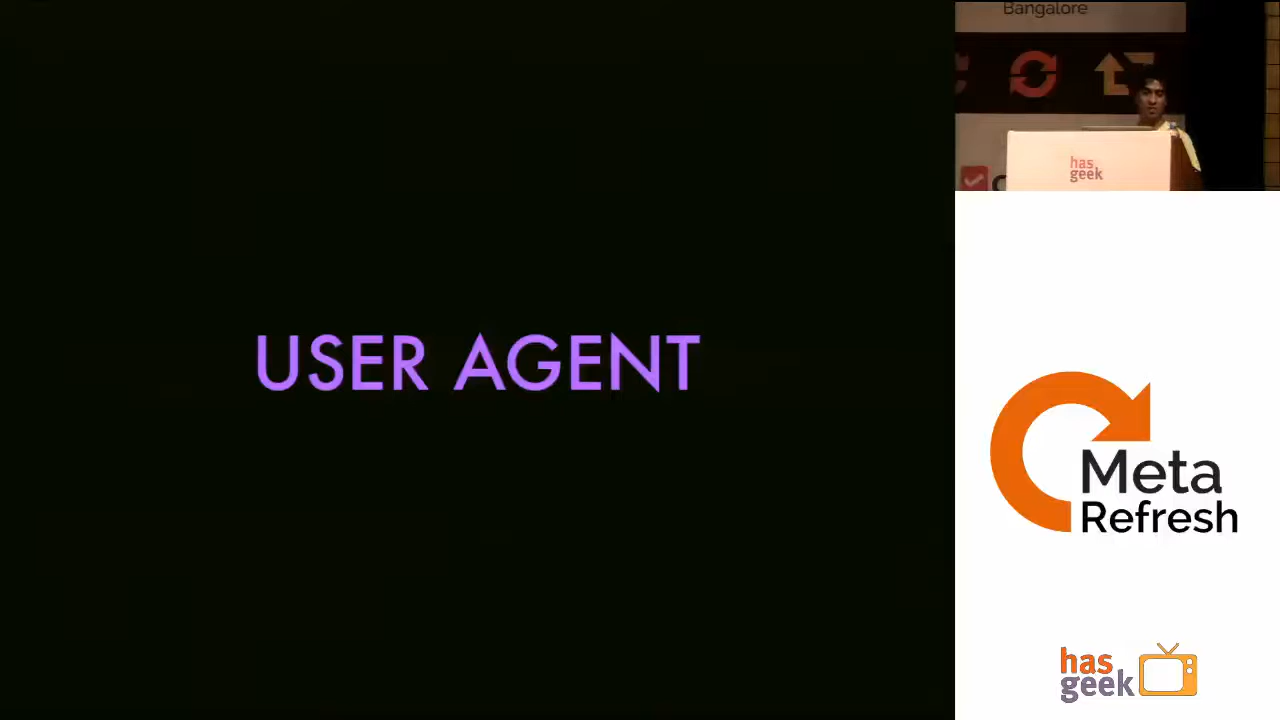 USER AGENT
Bangalore
has
geek
Meta
Refresh
has
geek